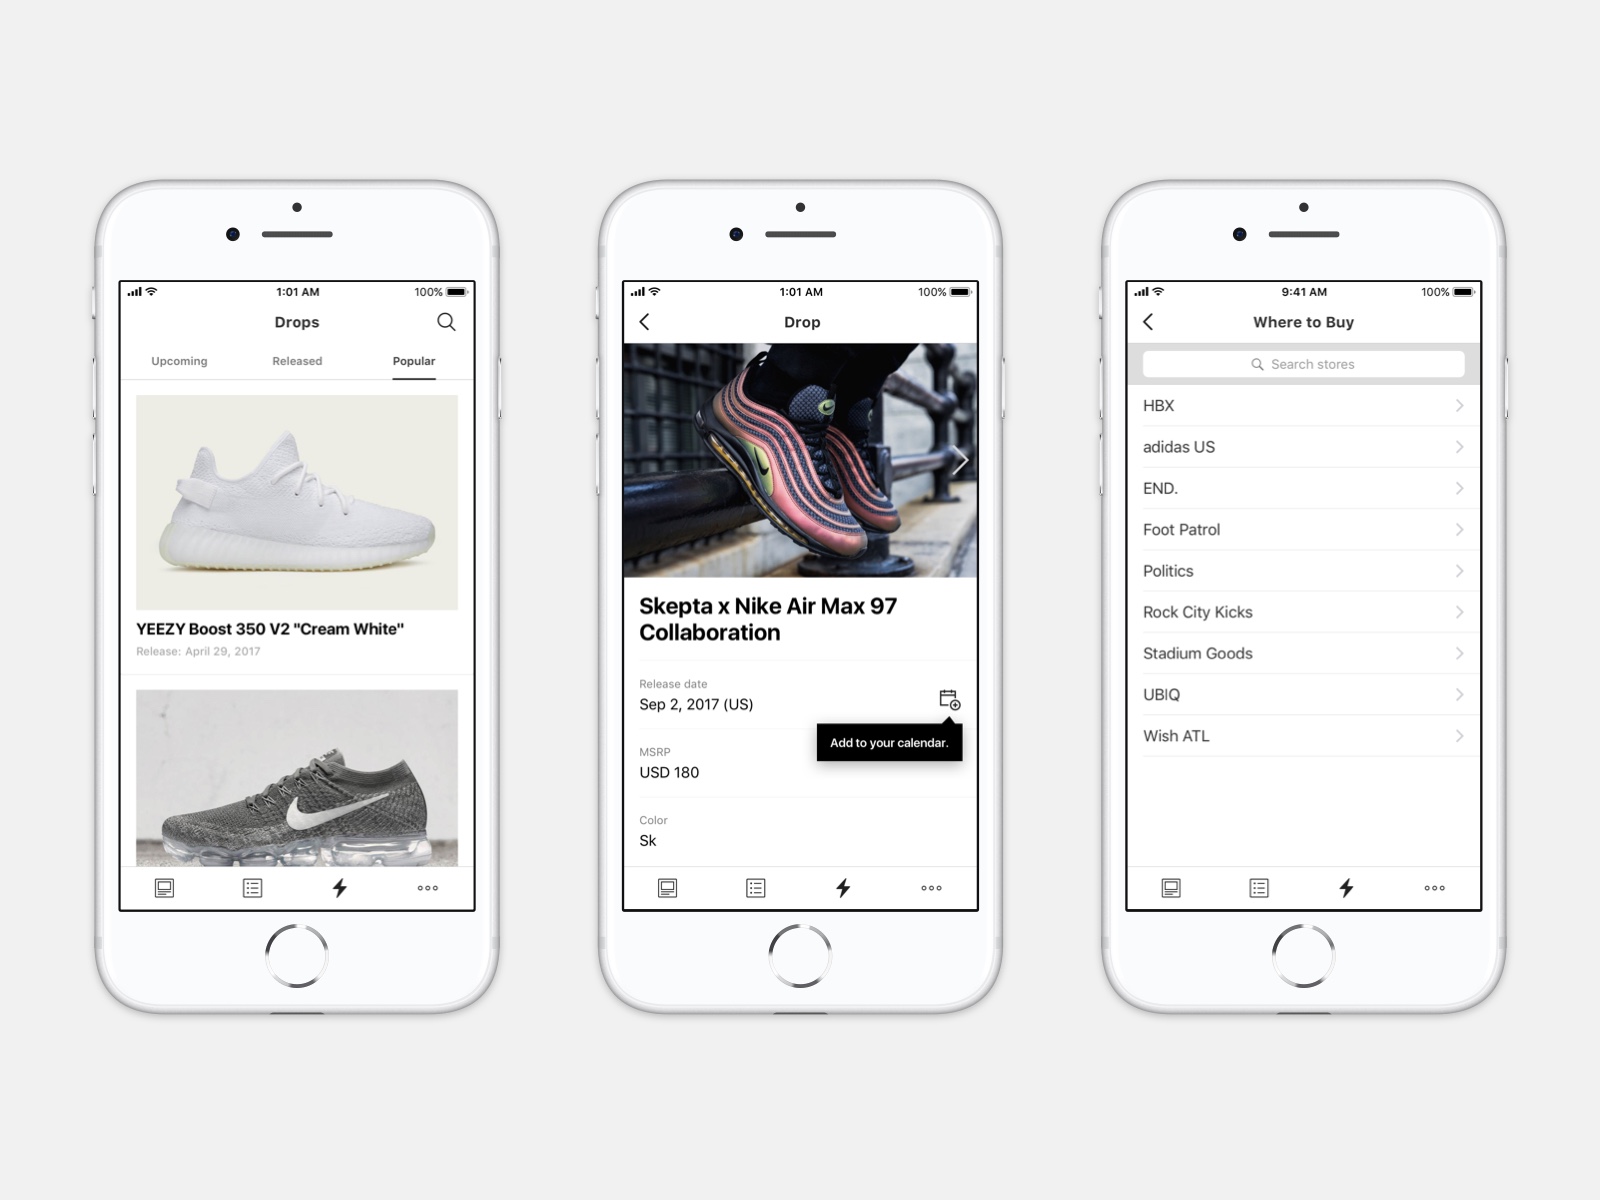 1:01 AM
100%
Drops
Upcoming
Released
Popular
YEEZY Boost 350 V2 "Cream White"
Release: April 29, 2017
1:01 AM
100%
Drop
Skepta x Nike Air Max 97
Collaboration
Release date
Sep 2, 2017 (US)
Add to your calendar.
MSRP
USD 180
Color
Sk
9:41 AM
100%
Where to Buy
Search stores
HBX
adidas US
END.
Foot Patrol
Politics
Rock City Kicks
Stadium Goods
UBIQ
Wish ATL